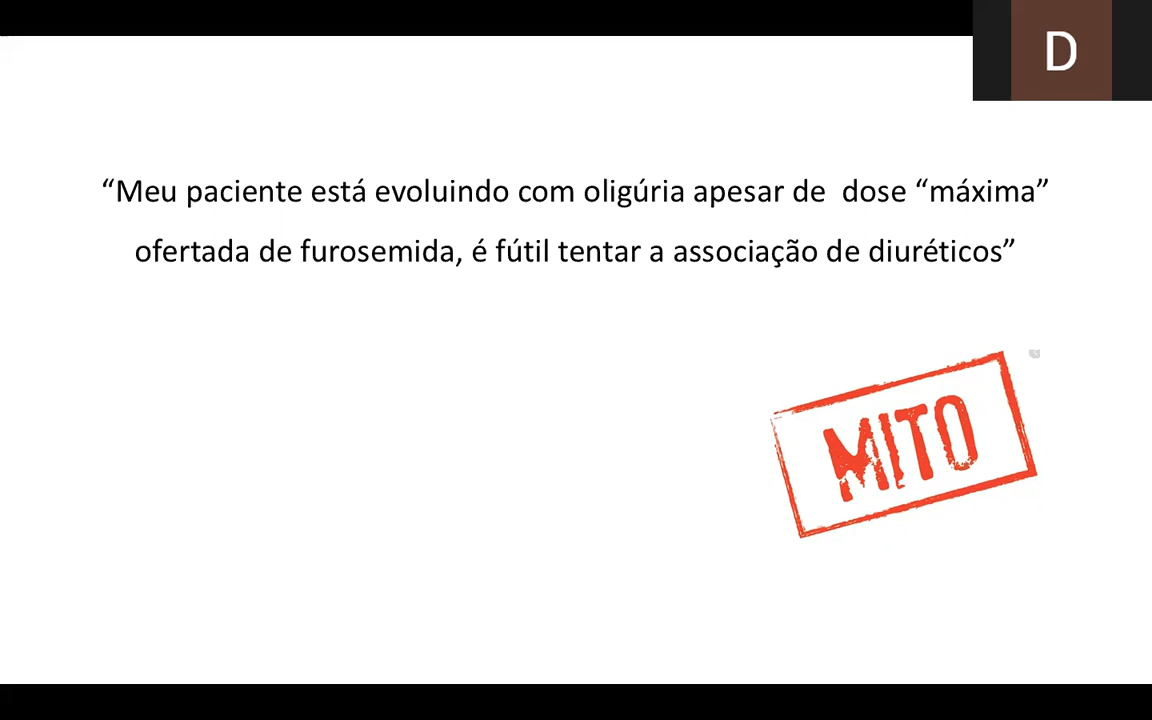 D
“Meu paciente está evoluindo com oligúria apesar de dose “máxima”
ofertada de furosemida, é fútil tentar a associação de diuréticos”
MITO